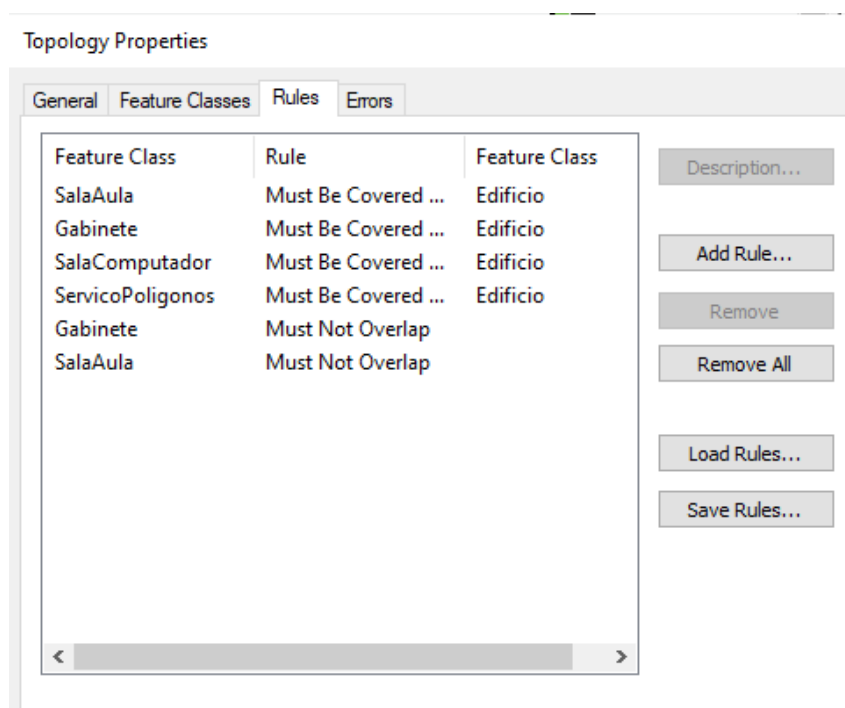 Topology Properties
General Feature Classes Rules Errors
Feature Class Rule Feature Class
SalaAula Must Be Covered ... Edificio
Gabinete Must Be Covered ... Edificio
SalaComputador Must Be Covered ... Edificio
ServicoPoligonos Must Be Covered ... Edificio
Gabinete Must Not Overlap
SalaAula Must Not Overlap
Description...
Add Rule...
Remove
Remove All
Load Rules...
Save Rules...